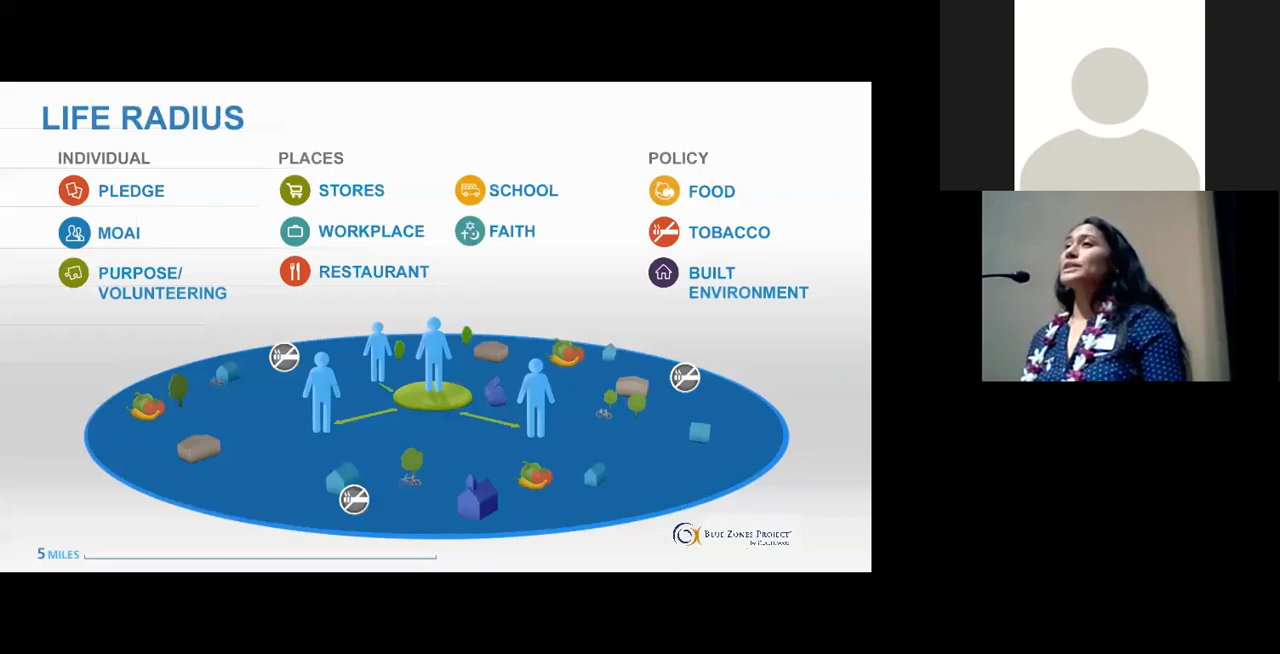 LIFE RADIUS
INDIVIDUAL
PLEDGE
MOAI
PURPOSE/
VOLUNTEERING
PLACES
STORES
WORKPLACE
RESTAURANT
SCHOOL
FAITH
POLICY
FOOD
TOBACCO
BUILT
ENVIRONMENT
BLUE ZONES PROJECT
5 MILES